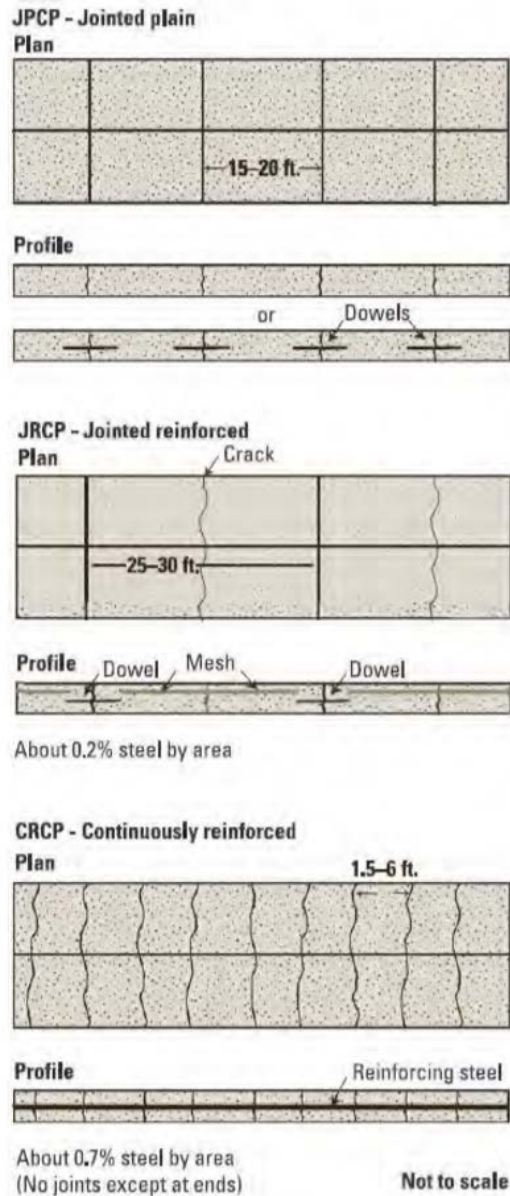 JPCP - Jointed plain
Plan
15–20 ft.
Profile
or
Dowels
JRCP - Jointed reinforced
Plan
Crack
25–30 ft.
Profile
Dowel
Mesh
Dowel
About 0.2% steel by area
CRCP - Continuously reinforced
Plan
1.5–6 ft.
Profile
Reinforcing steel
About 0.7% steel by area
(No joints except at ends)
Not to scale